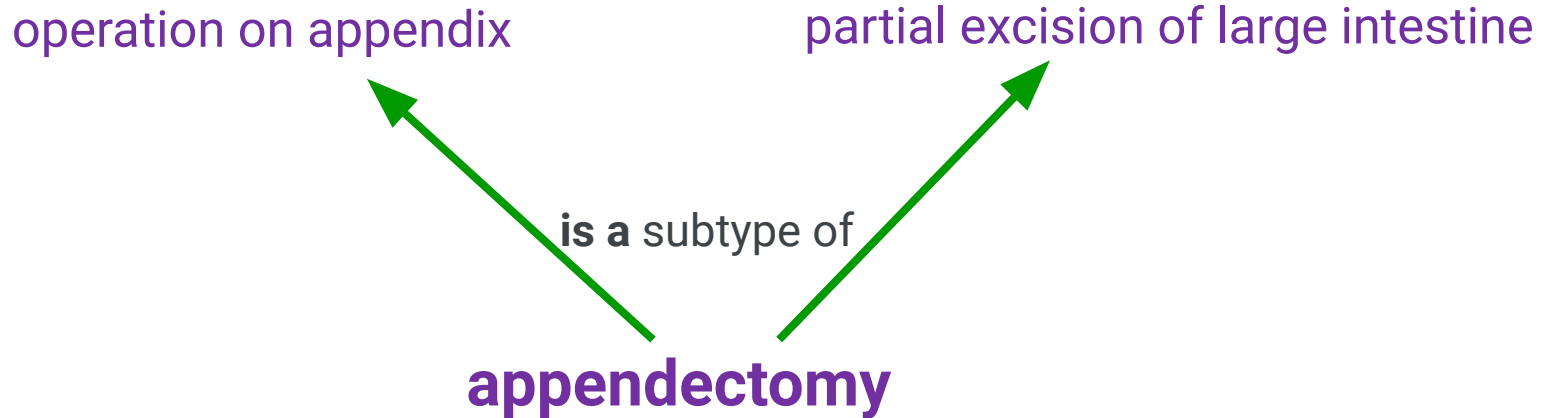 operation on appendix
partial excision of large intestine
is a subtype of
appendectomy